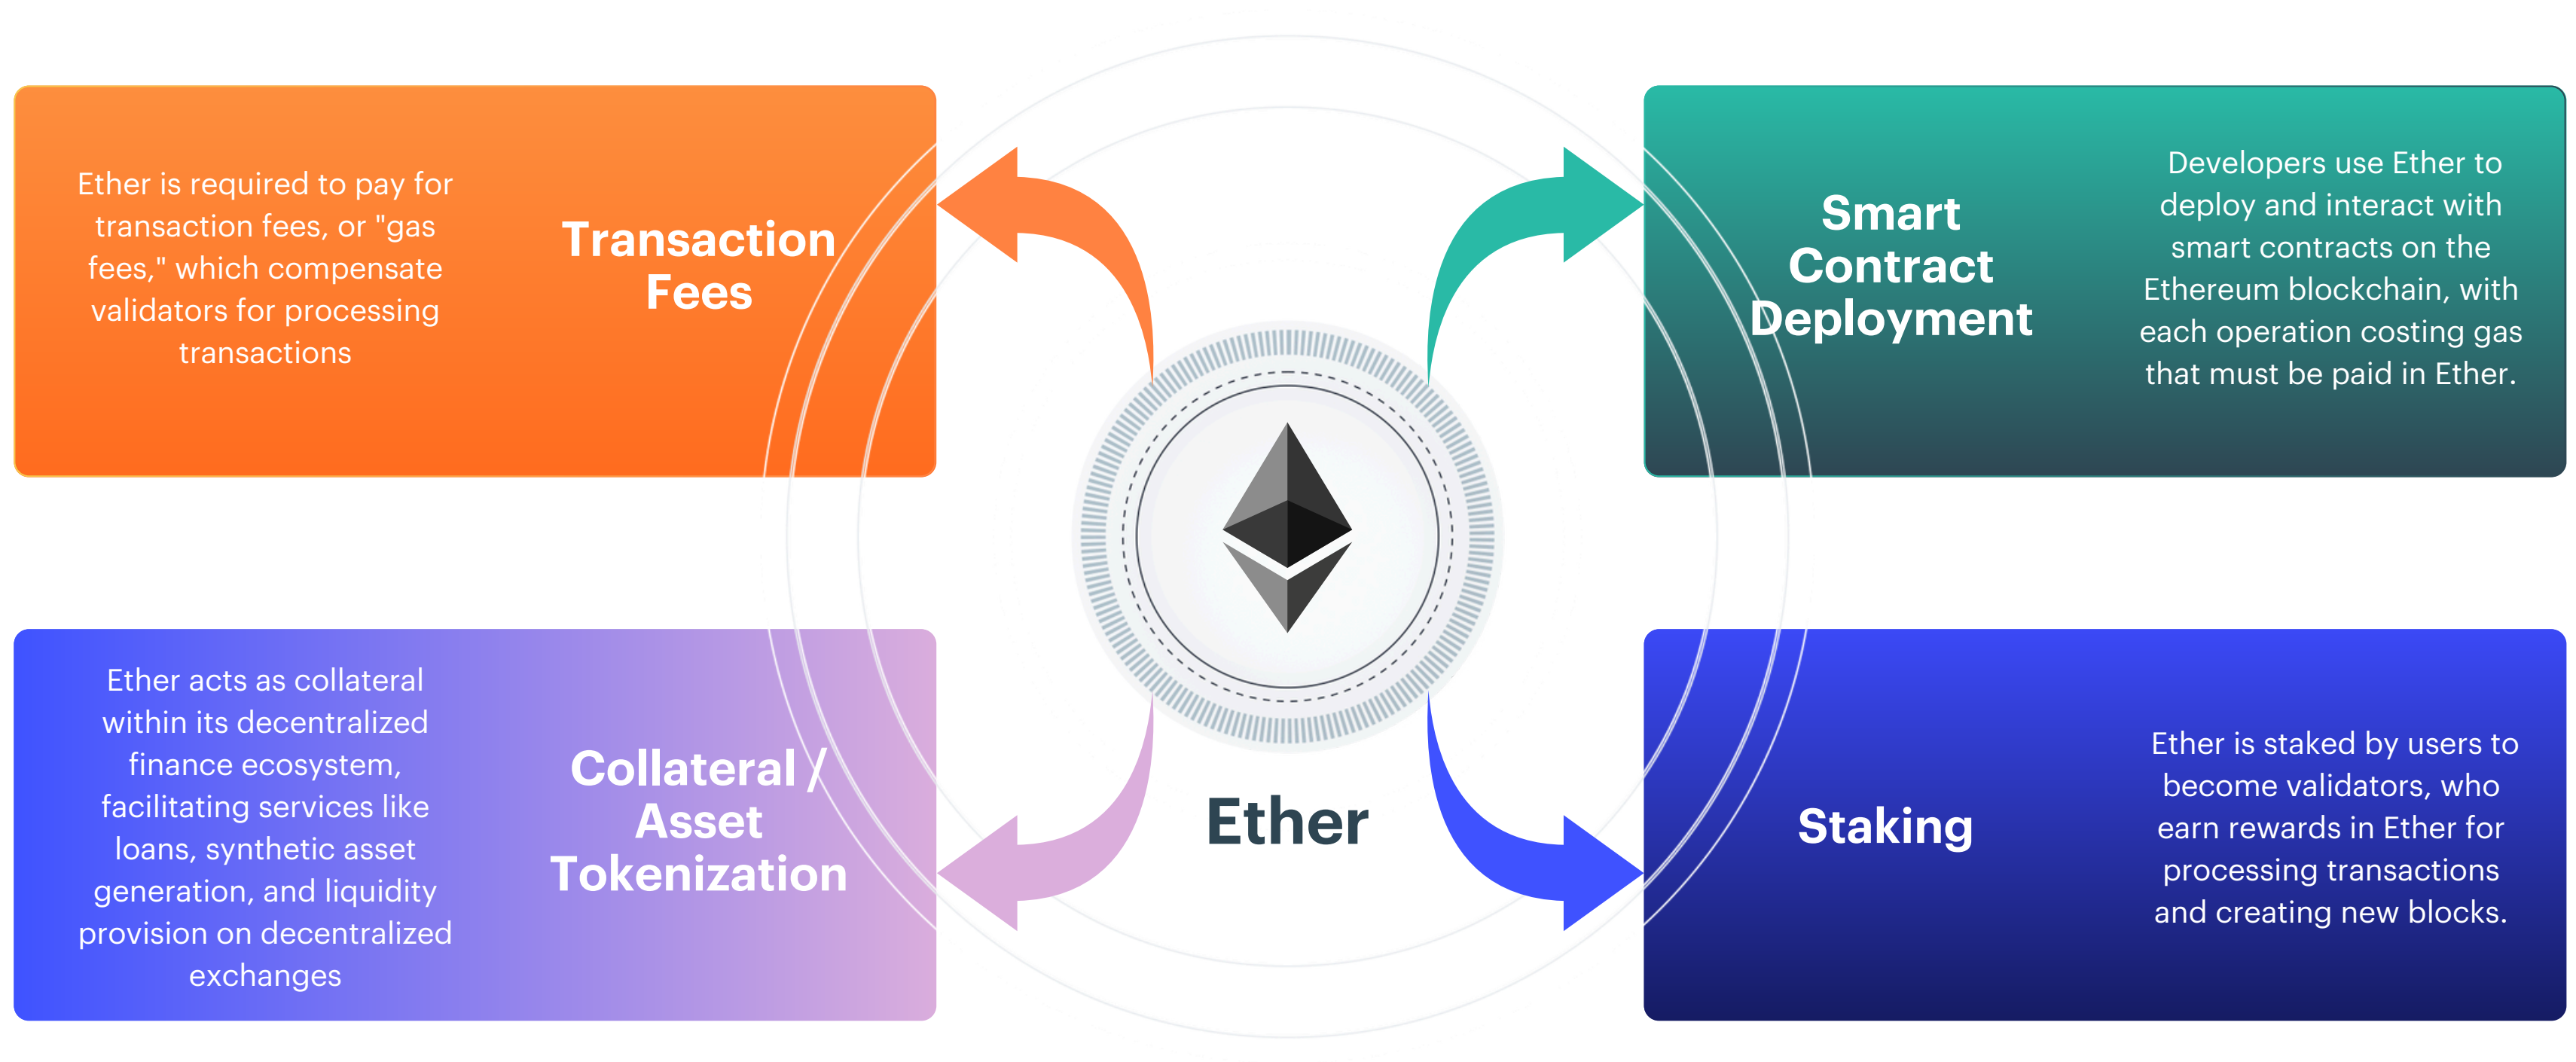 Ether is required to pay for
transaction fees, or "gas
fees," which compensate
validators for processing
transactions
Transaction
Fees
Smart
Contract
Deployment
Developers use Ether to
deploy and interact with
smart contracts on the
Ethereum blockchain, with
each operation costing gas
that must be paid in Ether.
Ether acts as collateral
within its decentralized
finance ecosystem,
facilitating services like
loans, synthetic asset
generation, and liquidity
provision on decentralized
exchanges
Collateral /
Asset
Tokenization
Ether
Staking
Ether is staked by users to
become validators, who
earn rewards in Ether for
processing transactions
and creating new blocks.